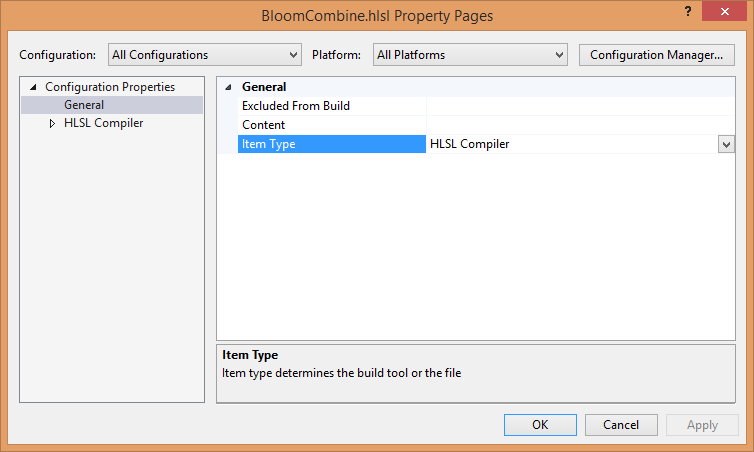 BloomCombine.hlsl Property Pages
?
Configuration: All Configurations Platform: All Platforms Configuration Manager...
Configuration Properties
General
HLSL Compiler
General
Excluded From Build
Content
Item Type HLSL Compiler
Item Type
Item type determines the build tool or the file
OK Cancel Apply